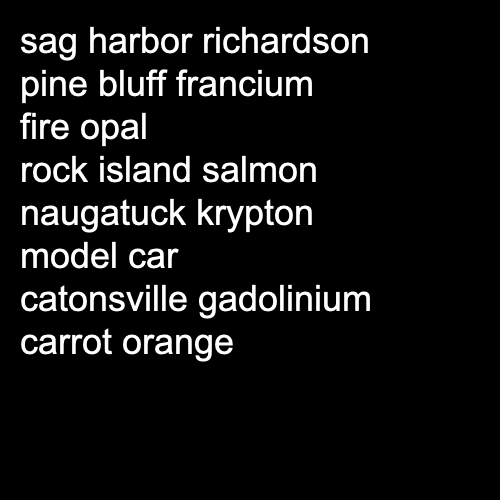 sag harbor richardson
pine bluff francium
fire opal
rock island salmon
naugatuck krypton
model car
catonsville gadolinium
carrot orange